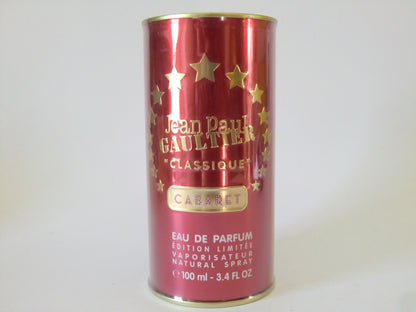 Jean Paul
GAULTIER
"CLASSIQUE"
CABARET
EAU DE PARFUM
ÉDITION LIMITÉE
VAPORISATEUR
NATURAL SPRAY
℮ 100 ml - 3.4 FL OZ